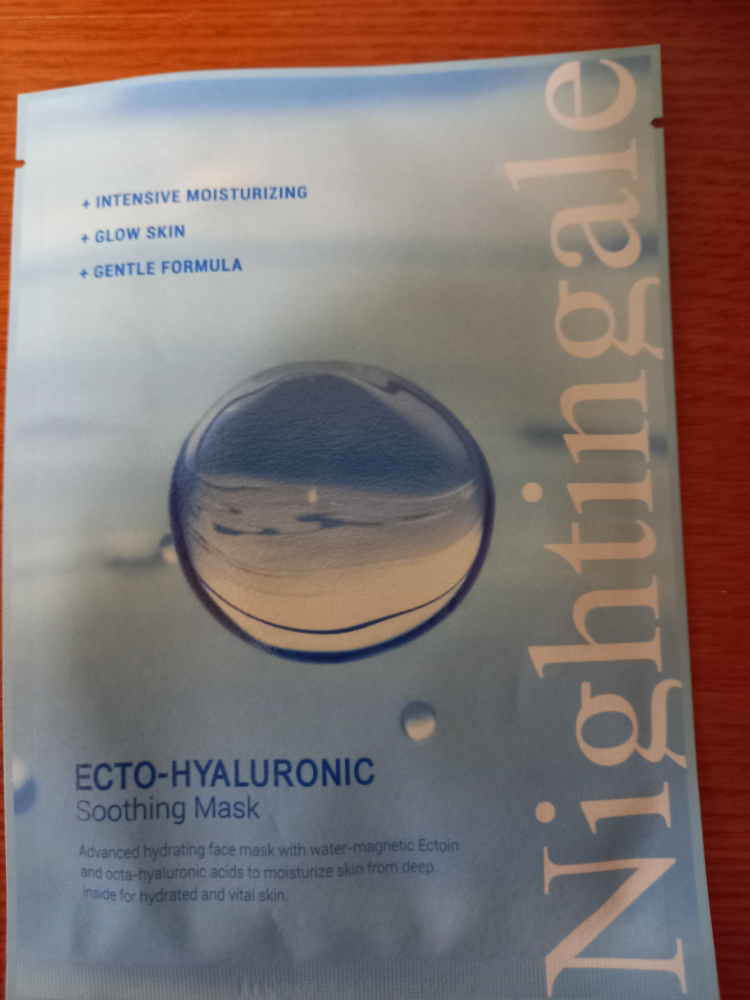 + INTENSIVE MOISTURIZING
+ GLOW SKIN
+ GENTLE FORMULA
Nightingale
ECTO-HYALURONIC
Soothing Mask
Advanced hydrating face mask with water-magnetic Ectoin
and octa-hyaluronic acids to moisturize skin from deep
inside for hydrated and vital skin.